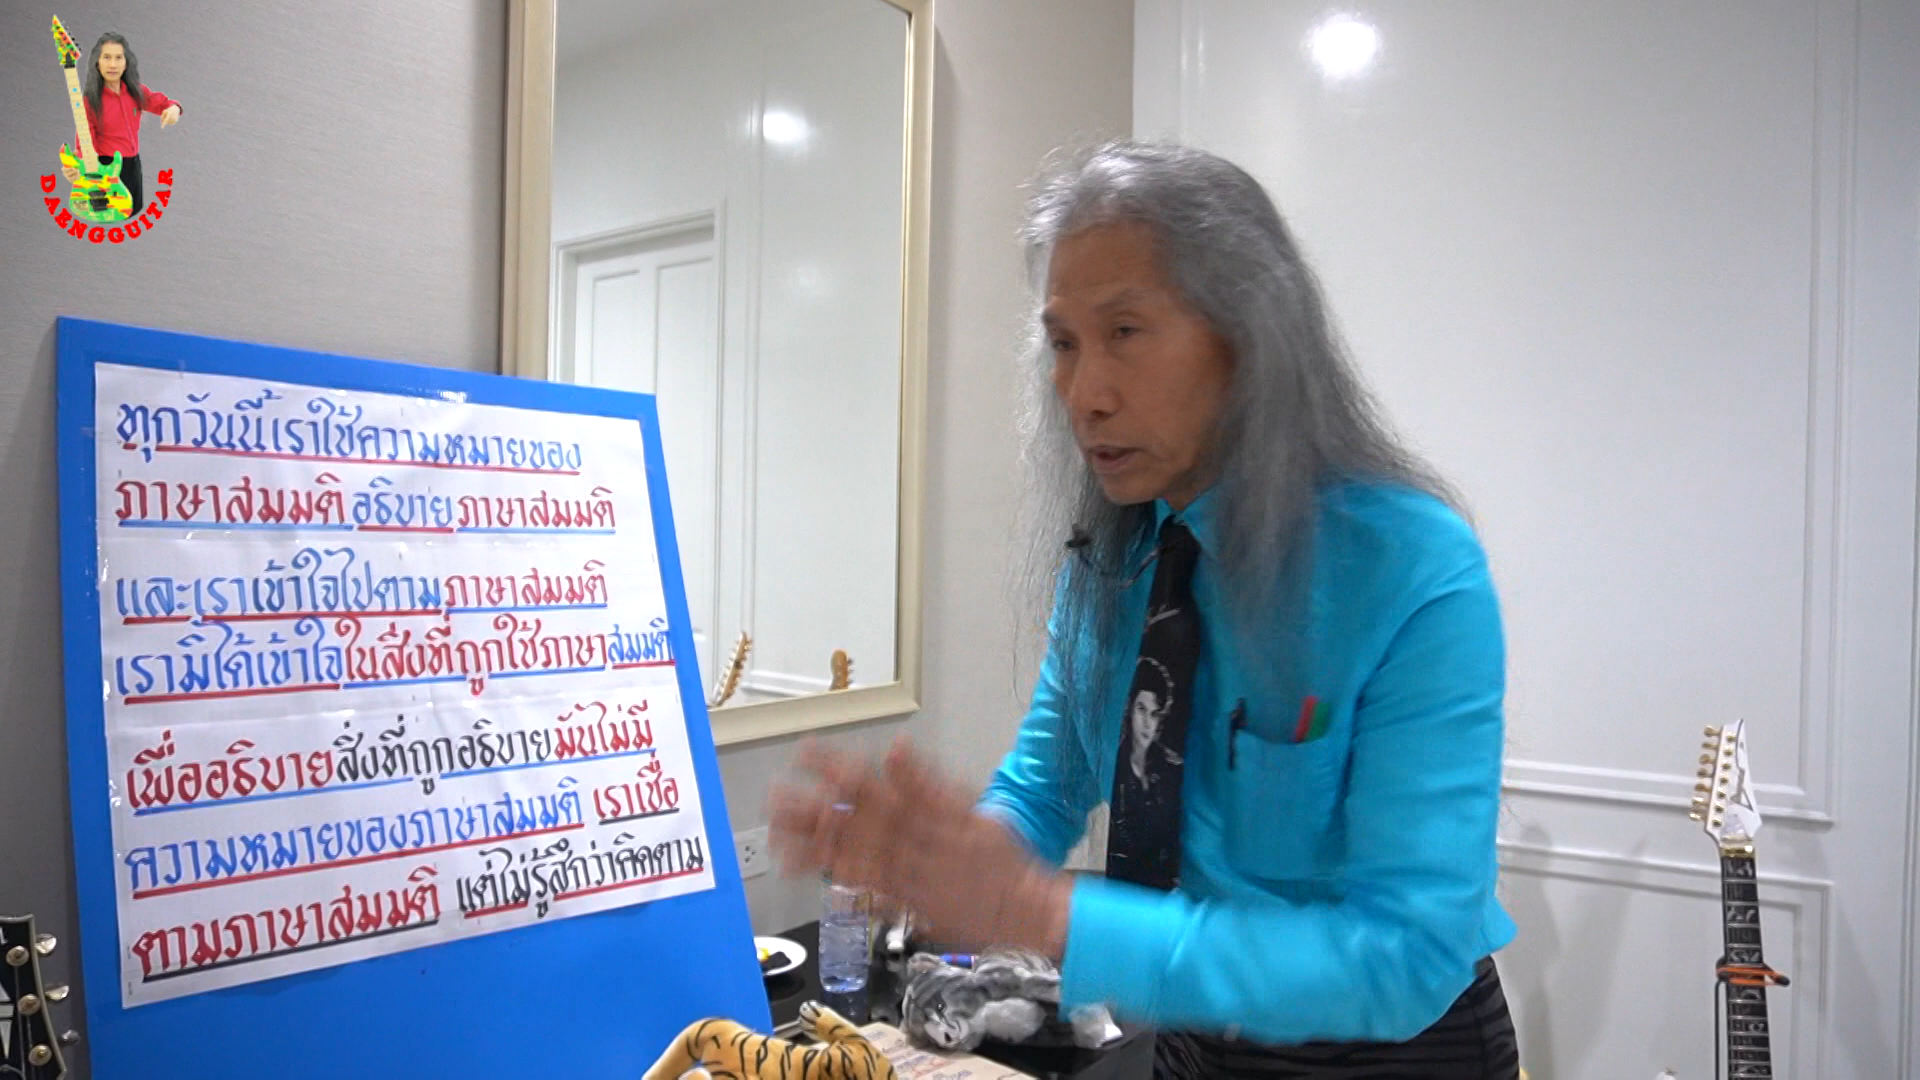 DAENGGUITAR
ทุกวันนี้เราใช้ความหมายของ
ภาษาสมมติ อธิบาย ภาษาสมมติ
และเราเข้าใจไปตามภาษาสมมติ
เรามิได้เข้าใจในสิ่งที่ถูกใช้ภาษาสมมติ
เพื่ออธิบายสิ่งที่ถูกอธิบายมันไม่มี
ความหมายของภาษาสมมติ เราเชื่อ
ตามภาษาสมมติ แต่ไม่รู้สึกว่าคิดตาม